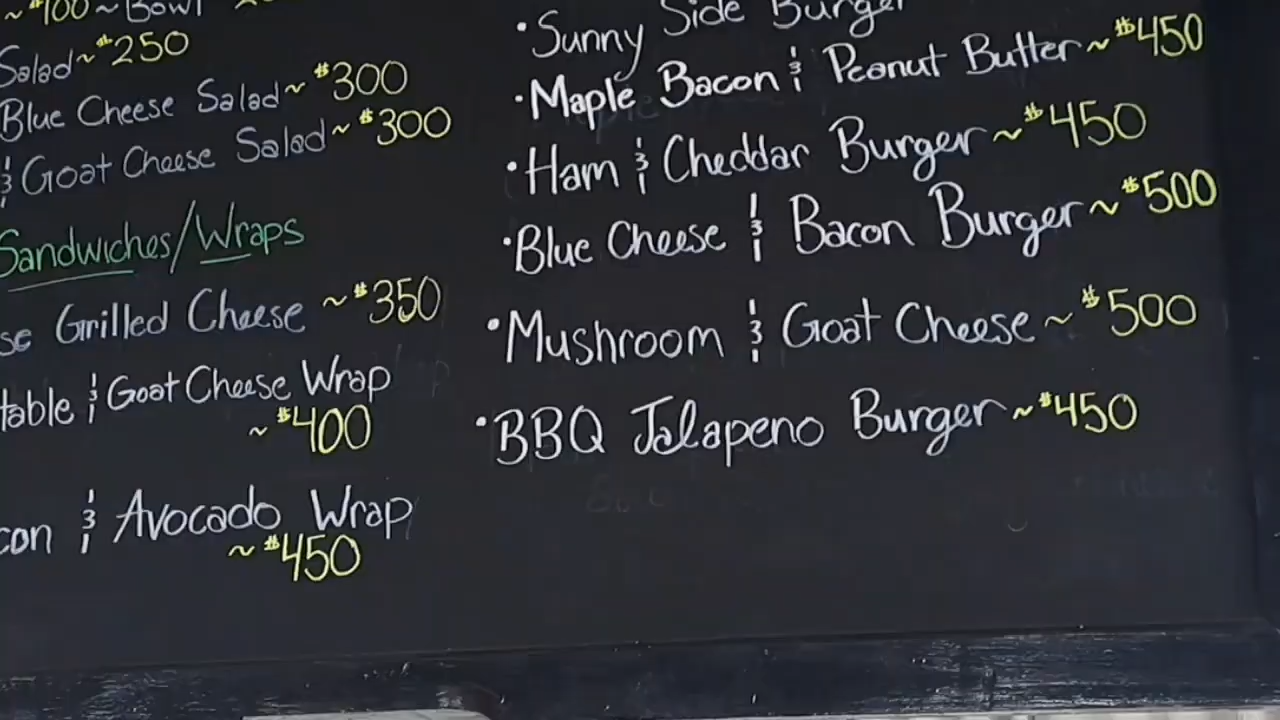 ~$100~Bowl
Salad~$250
Blue Cheese Salad~$300
& Goat Cheese Salad~$300
Sandwiches/Wraps
Grilled Cheese ~$350
& Goat Cheese Wrap
~$400
& Avocado Wrap
~$450
•Sunny Side Burger
•Maple Bacon & Peanut Butter~$450
•Ham & Cheddar Burger~$450
•Blue Cheese & Bacon Burger~$500
•Mushroom & Goat Cheese~$500
•BBQ Jalapeno Burger~$450